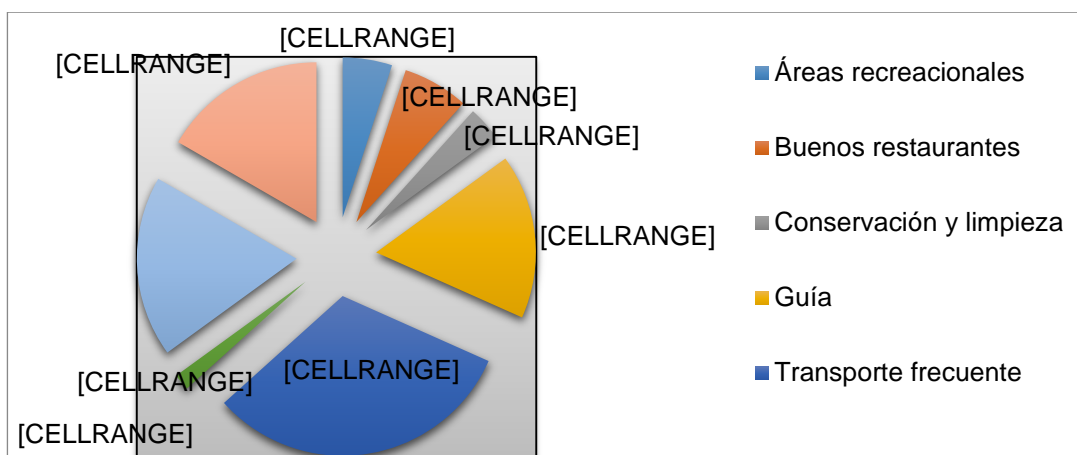 [CELLRANGE]
[CELLRANGE]
[CELLRANGE]
[CELLRANGE]
[CELLRANGE]
[CELLRANGE]
[CELLRANGE]
[CELLRANGE]
Áreas recreacionales
Buenos restaurantes
Conservación y limpieza
Guía
Transporte frecuente